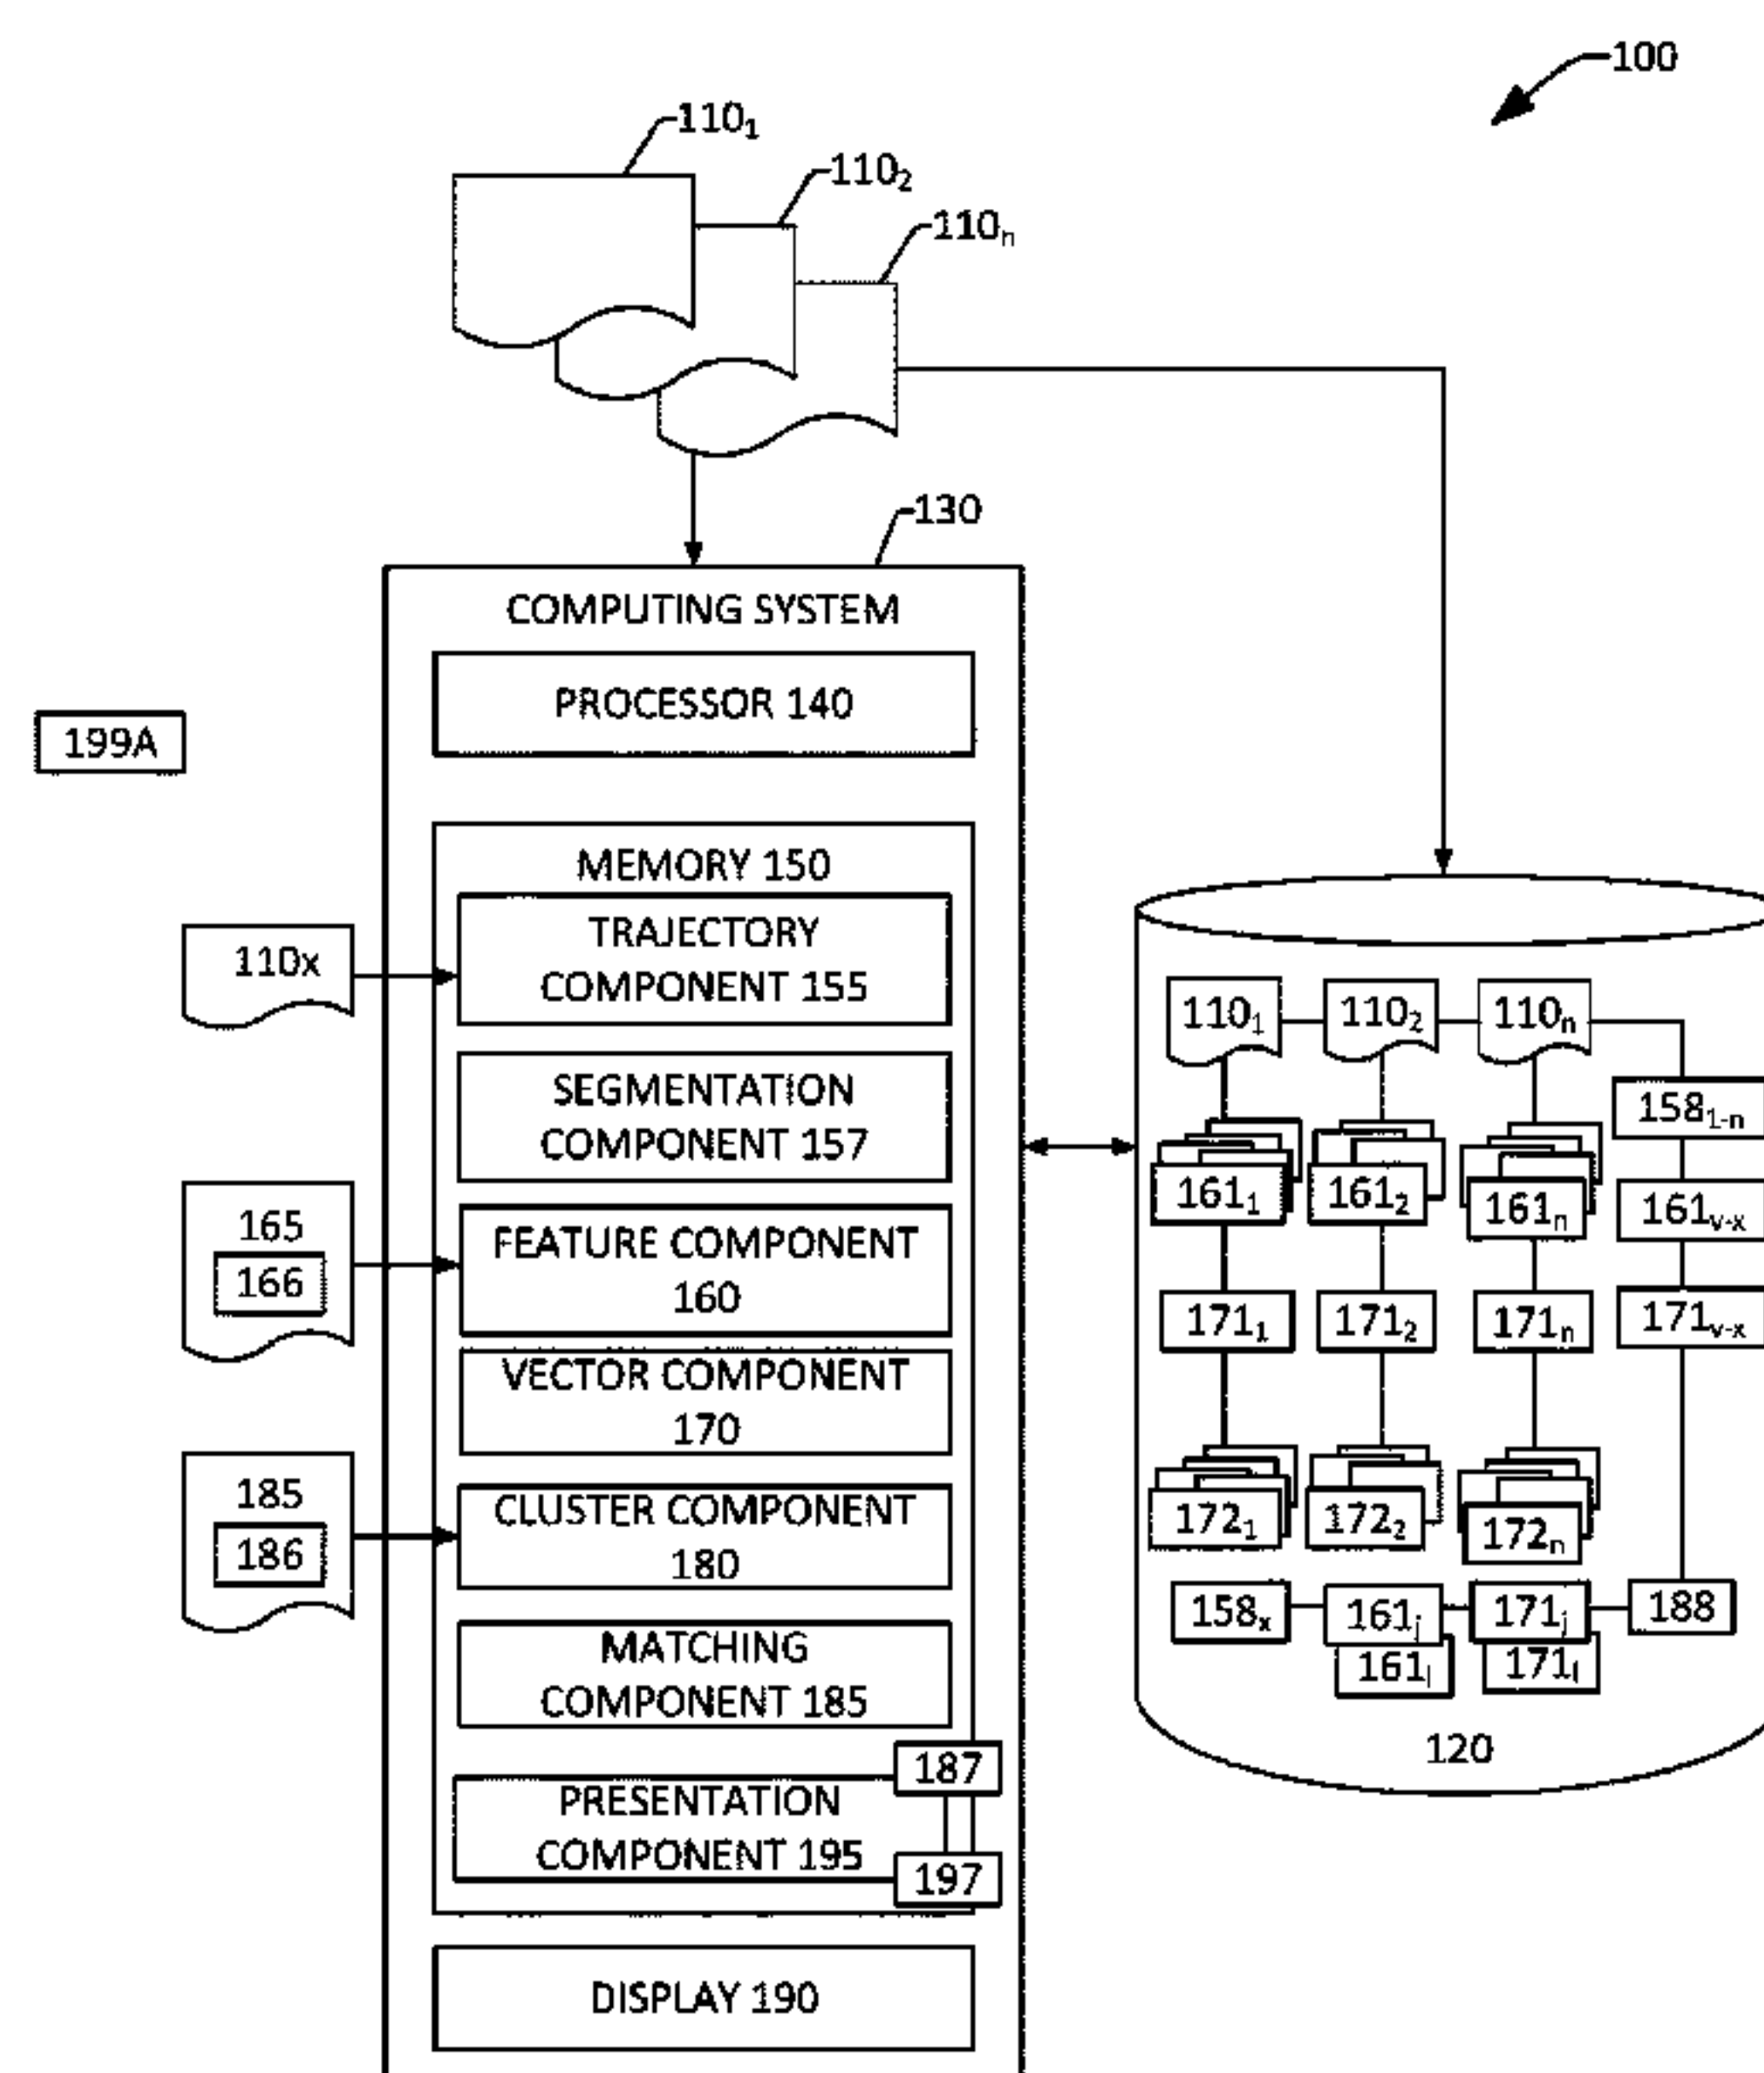 100
110₁
110₂
110ₙ
130
COMPUTING SYSTEM
PROCESSOR 140
199A
MEMORY 150
TRAJECTORY
COMPONENT 155
110x
SEGMENTATION
COMPONENT 157
165
166
FEATURE COMPONENT
160
VECTOR COMPONENT
170
185
186
CLUSTER COMPONENT
180
MATCHING
COMPONENT 185
187
PRESENTATION
COMPONENT 195
197
DISPLAY 190
110₁ 110₂ 110ₙ
158₁₋ₙ
161₁ 161₂ 161ₙ 161ᵥ₋ₓ
171₁ 171₂ 171ₙ 171ᵥ₋ₓ
172₁ 172₂ 172ₙ
158ₓ 161ⱼ 171ⱼ 188
161ᵢ 171ᵢ
120